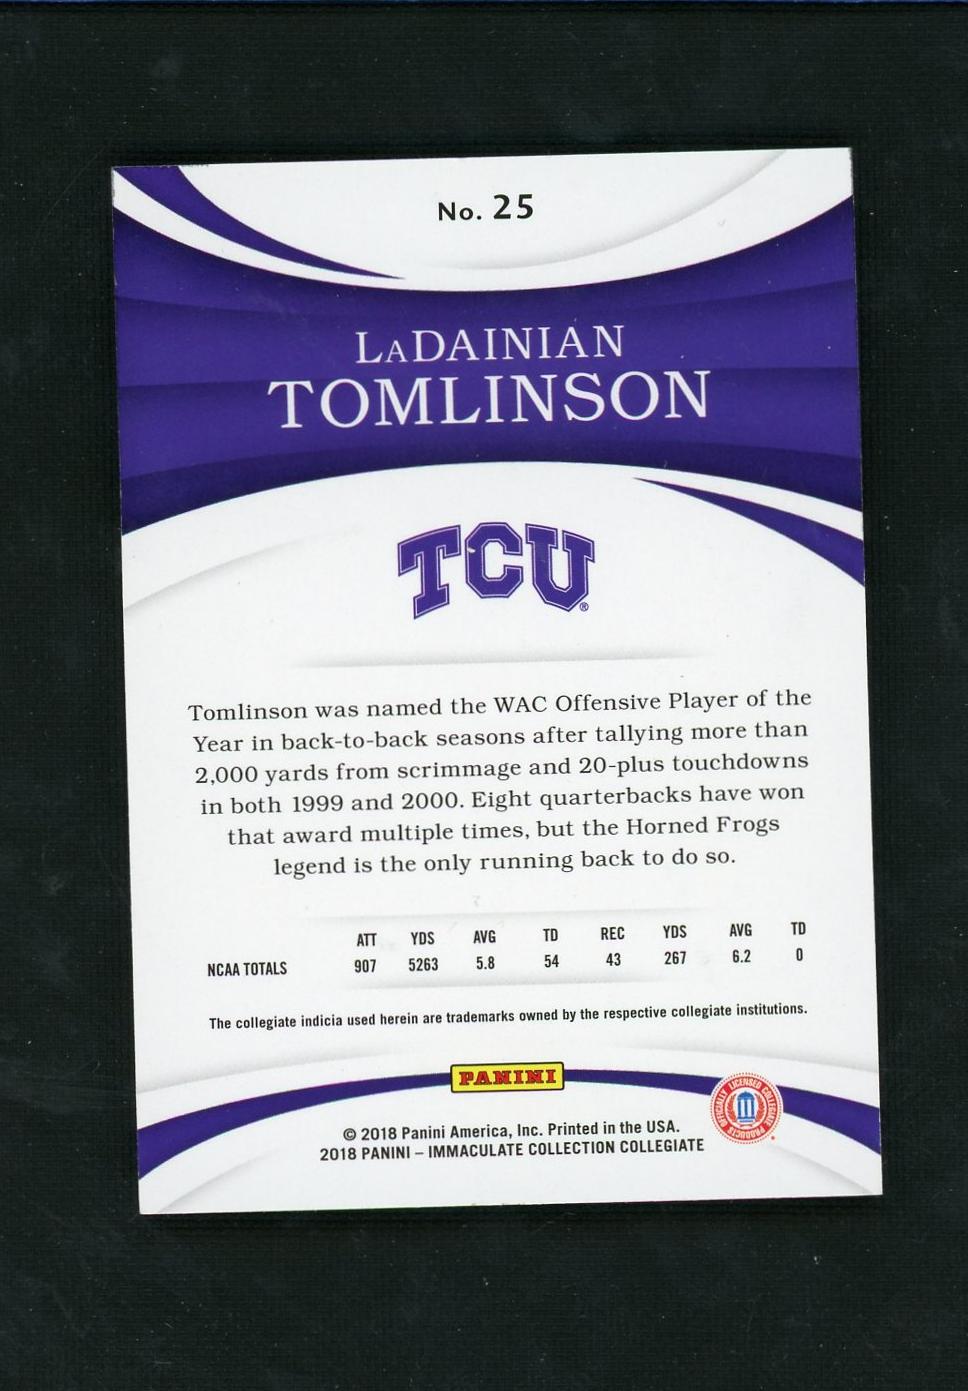 No. 25
LADAINIAN
TOMLINSON
TCU
®
Tomlinson was named the WAC Offensive Player of the
Year in back-to-back seasons after tallying more than
2,000 yards from scrimmage and 20-plus touchdowns
in both 1999 and 2000. Eight quarterbacks have won
that award multiple times, but the Horned Frogs
legend is the only running back to do so.
ATT YDS AVG TD REC YDS AVG TD
NCAA TOTALS 907 5263 5.8 54 43 267 6.2 0
The collegiate indicia used herein are trademarks owned by the respective collegiate institutions.
PANINI
OFFICIALLY LICENSED COLLEGIATE PRODUCTS
© 2018 Panini America, Inc. Printed in the USA.
2018 PANINI – IMMACULATE COLLECTION COLLEGIATE